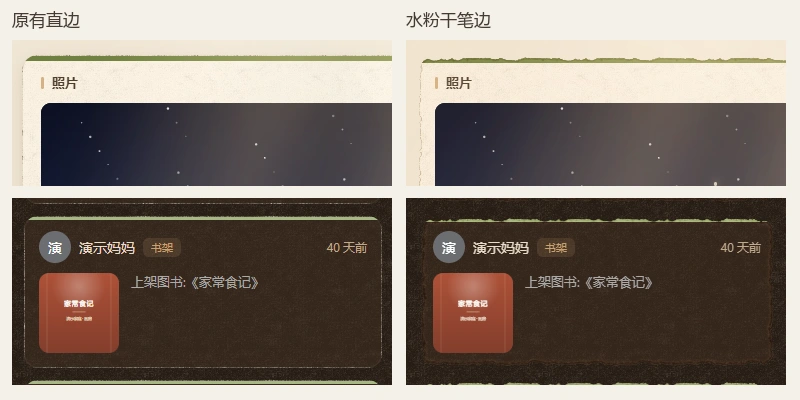 原有直边
水粉干笔边
照片
照片
演 演示妈妈 书架 40 天前
上架图书:《家常食记》
家常食记
演 演示妈妈 书架 40 天前
上架图书:《家常食记》
家常食记